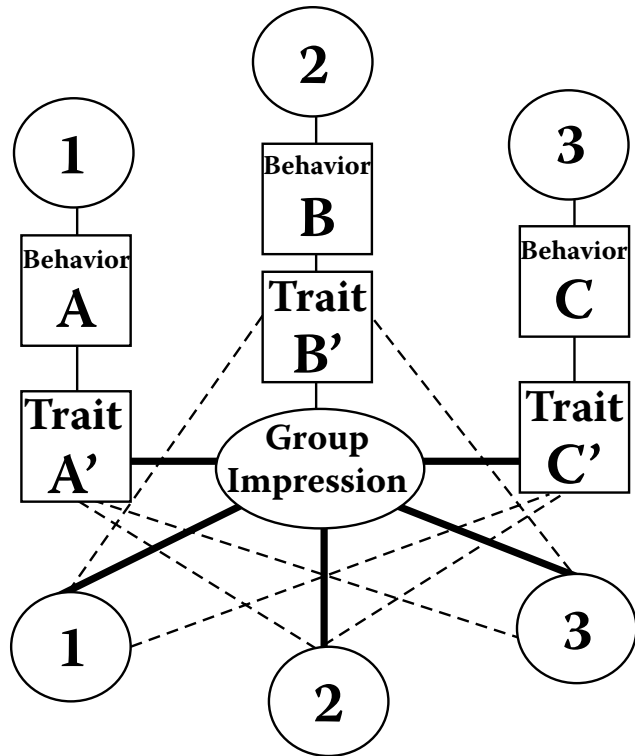 2
1
3
Behavior
B
Behavior
A
Behavior
C
Trait
B’
Trait
A’
Group
Impression
Trait
C’
1
2
3